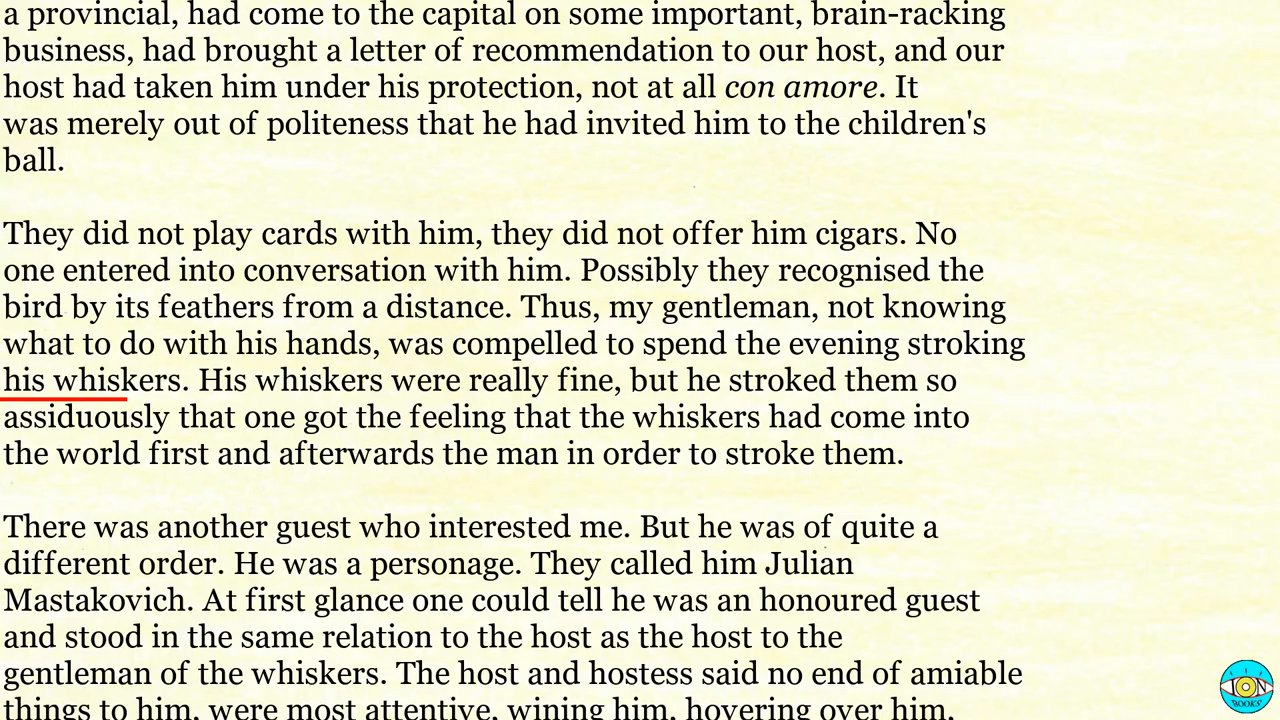 a provincial, had come to the capital on some important, brain-racking
business, had brought a letter of recommendation to our host, and our
host had taken him under his protection, not at all con amore. It
was merely out of politeness that he had invited him to the children's
ball.
They did not play cards with him, they did not offer him cigars. No
one entered into conversation with him. Possibly they recognised the
bird by its feathers from a distance. Thus, my gentleman, not knowing
what to do with his hands, was compelled to spend the evening stroking
his whiskers. His whiskers were really fine, but he stroked them so
assiduously that one got the feeling that the whiskers had come into
the world first and afterwards the man in order to stroke them.
There was another guest who interested me. But he was of quite a
different order. He was a personage. They called him Julian
Mastakovich. At first glance one could tell he was an honoured guest
and stood in the same relation to the host as the host to the
gentleman of the whiskers. The host and hostess said no end of amiable
things to him, were most attentive, wining him, hovering over him,
ION
BOOKS